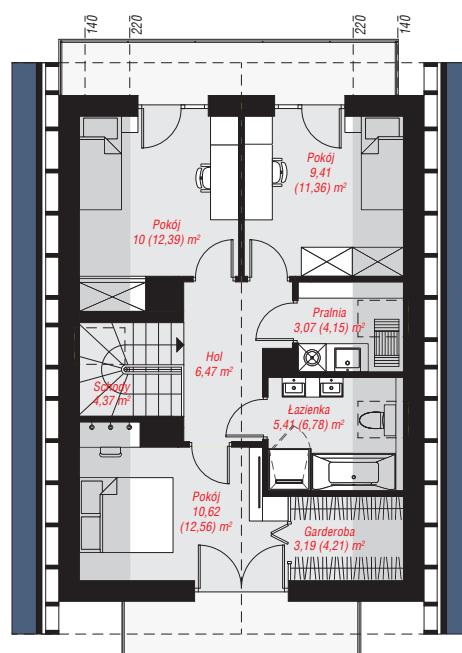 140
220
220
140
Pokój
9,41
(11,36) m²
Pokój
10 (12,39) m²
Pralnia
3,07 (4,15) m²
Hol
6,47 m²
Schody
4,37 m²
Łazienka
5,41 (6,78) m²
Pokój
10,62
(12,56) m²
Garderoba
3,19 (4,21) m²